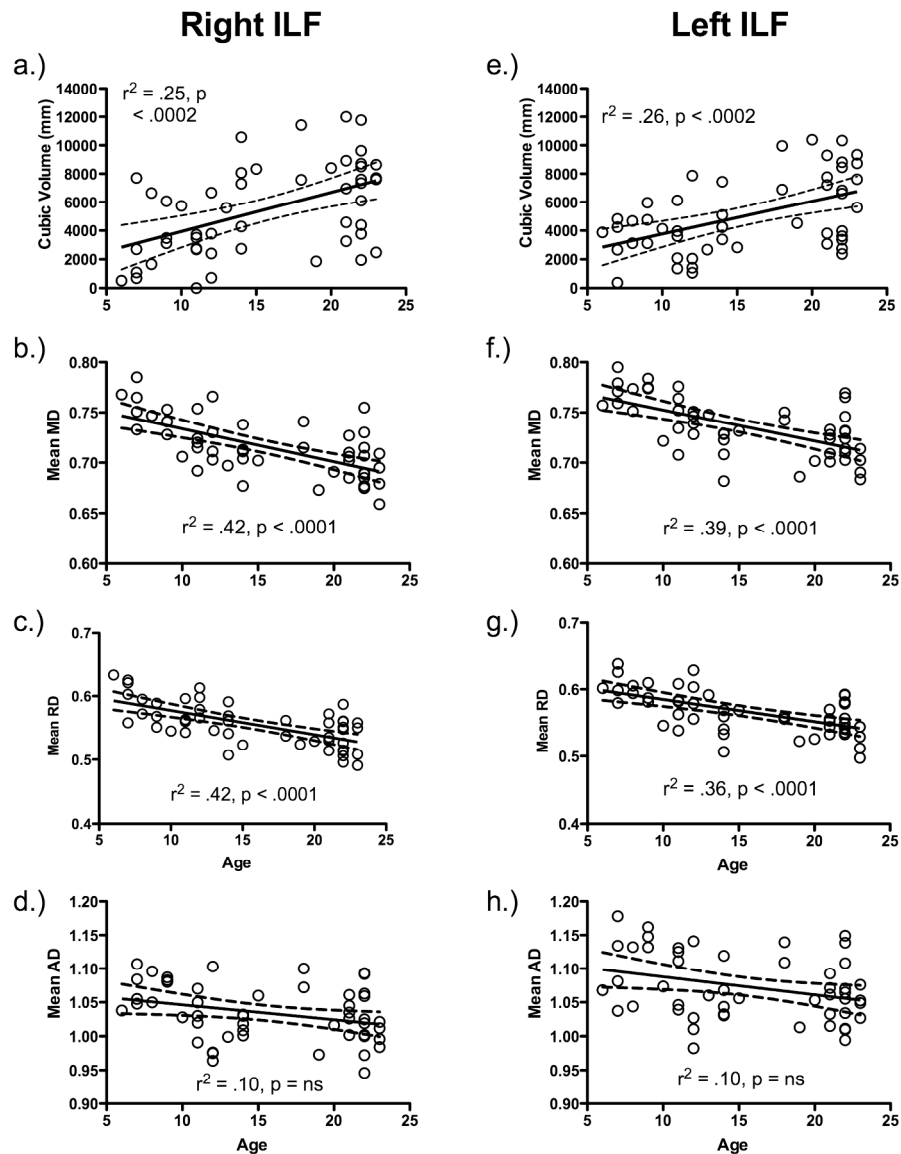 Right ILF
a.)
r² = .25, p
< .0002
Cubic Volume (mm)
14000
12000
10000
8000
6000
4000
2000
0
5 10 15 20 25
b.)
Mean MD
0.80
0.75
0.70
0.65
0.60
r² = .42, p < .0001
5 10 15 20 25
c.)
Mean RD
0.7
0.6
0.5
0.4
r² = .42, p < .0001
5 10 15 20 25
Age
d.)
Mean AD
1.20
1.15
1.10
1.05
1.00
0.95
0.90
r² = .10, p = ns
5 10 15 20 25
Age
Left ILF
e.)
r² = .26, p < .0002
Cubic Volume (mm)
14000
12000
10000
8000
6000
4000
2000
0
5 10 15 20 25
f.)
Mean MD
0.80
0.75
0.70
0.65
0.60
r² = .39, p < .0001
5 10 15 20 25
g.)
Mean RD
0.7
0.6
0.5
0.4
r² = .36, p < .0001
5 10 15 20 25
Age
h.)
Mean AD
1.20
1.15
1.10
1.05
1.00
0.95
0.90
r² = .10, p = ns
5 10 15 20 25
Age